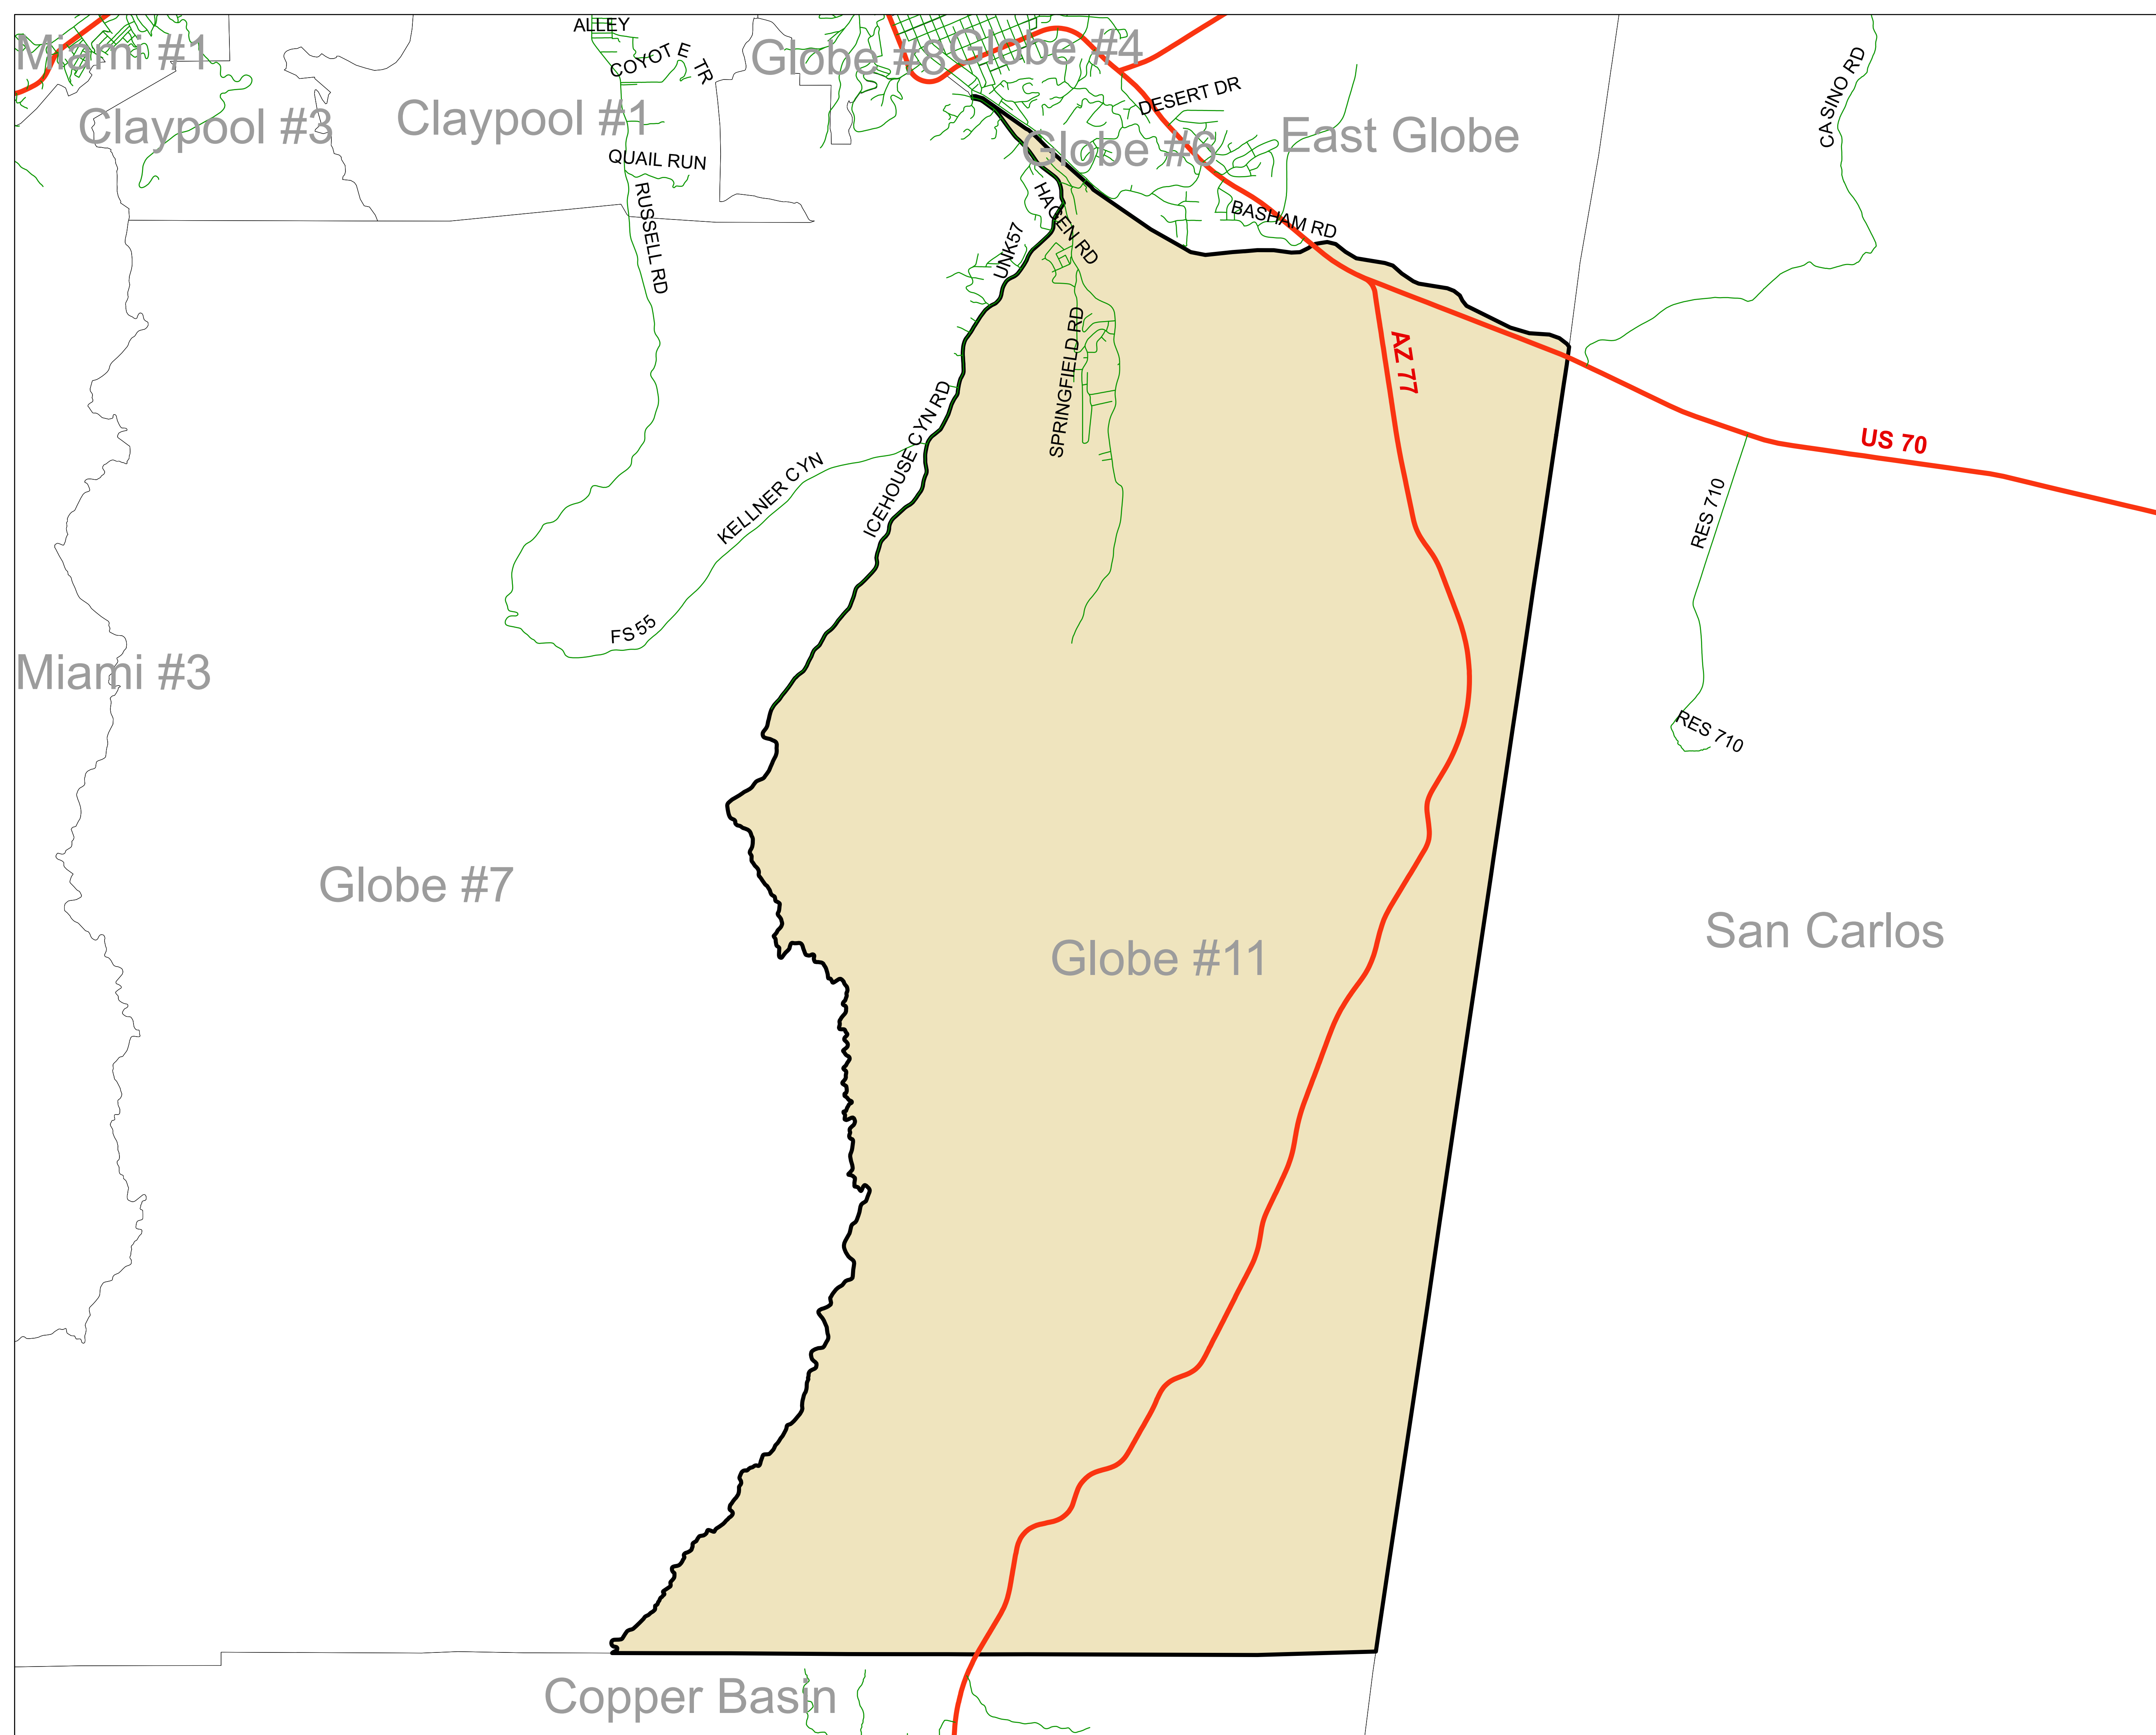 ALLEY
Miami #1
COYOT E TR
Globe #8
Globe #4
Claypool #3
Claypool #1
DESERT DR
CASINO RD
Globe #6
East Globe
QUAIL RUN
RUSSELL RD
HAGEN RD
BASHAM RD
UNK57
SPRINGFIELD RD
AZ 77
US 70
ICEHOUSE CYN RD
KELLNER CYN
RES 710
FS 55
Miami #3
RES 710
Globe #7
San Carlos
Globe #11
Copper Basin